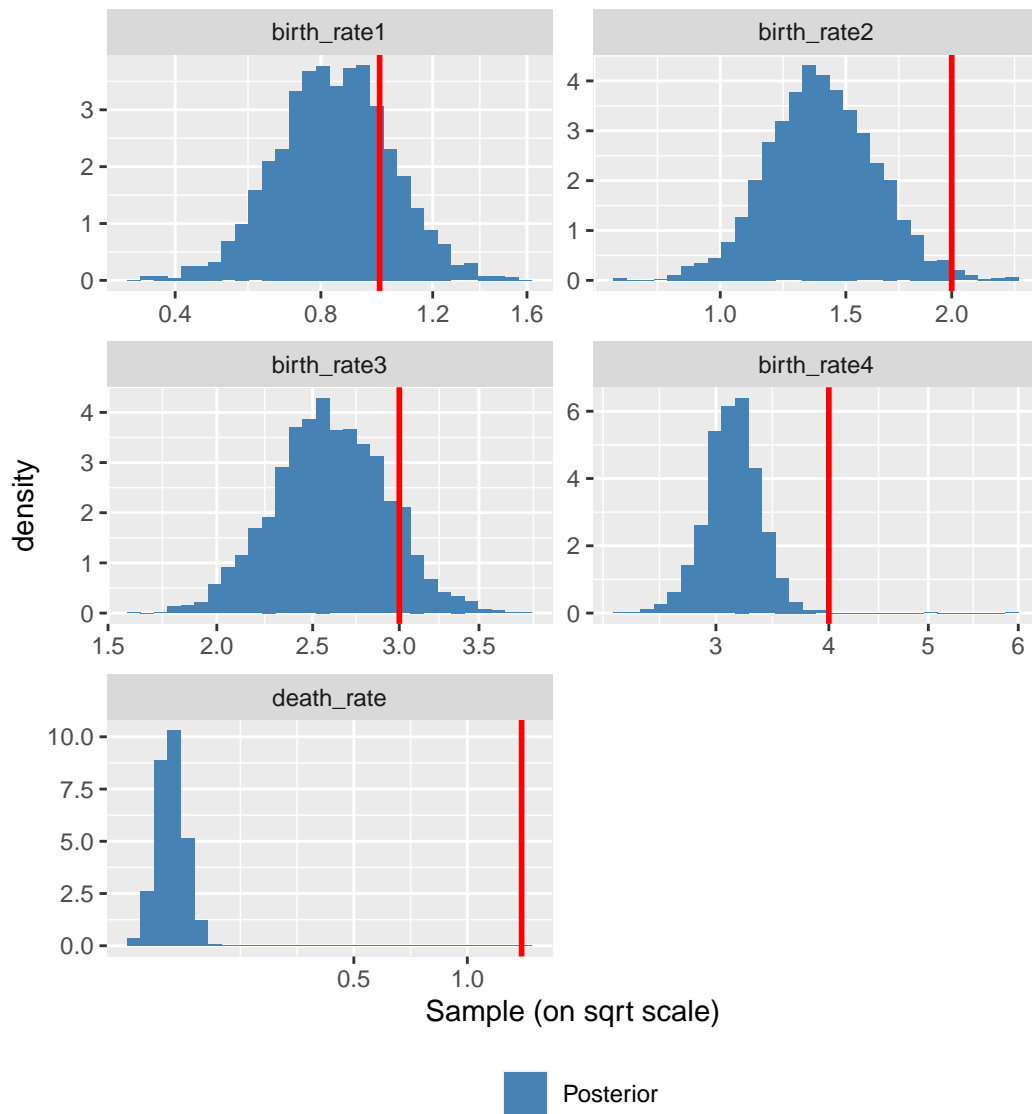 birth_rate1
birth_rate2
3
2
1
0
4
3
2
1
0
0.4 0.8 1.2 1.6
1.0 1.5 2.0
birth_rate3
birth_rate4
4
3
2
1
0
6
4
2
0
1.5 2.0 2.5 3.0 3.5
3 4 5 6
density
death_rate
10.0
7.5
5.0
2.5
0.0
0.5 1.0
Sample (on sqrt scale)
Posterior